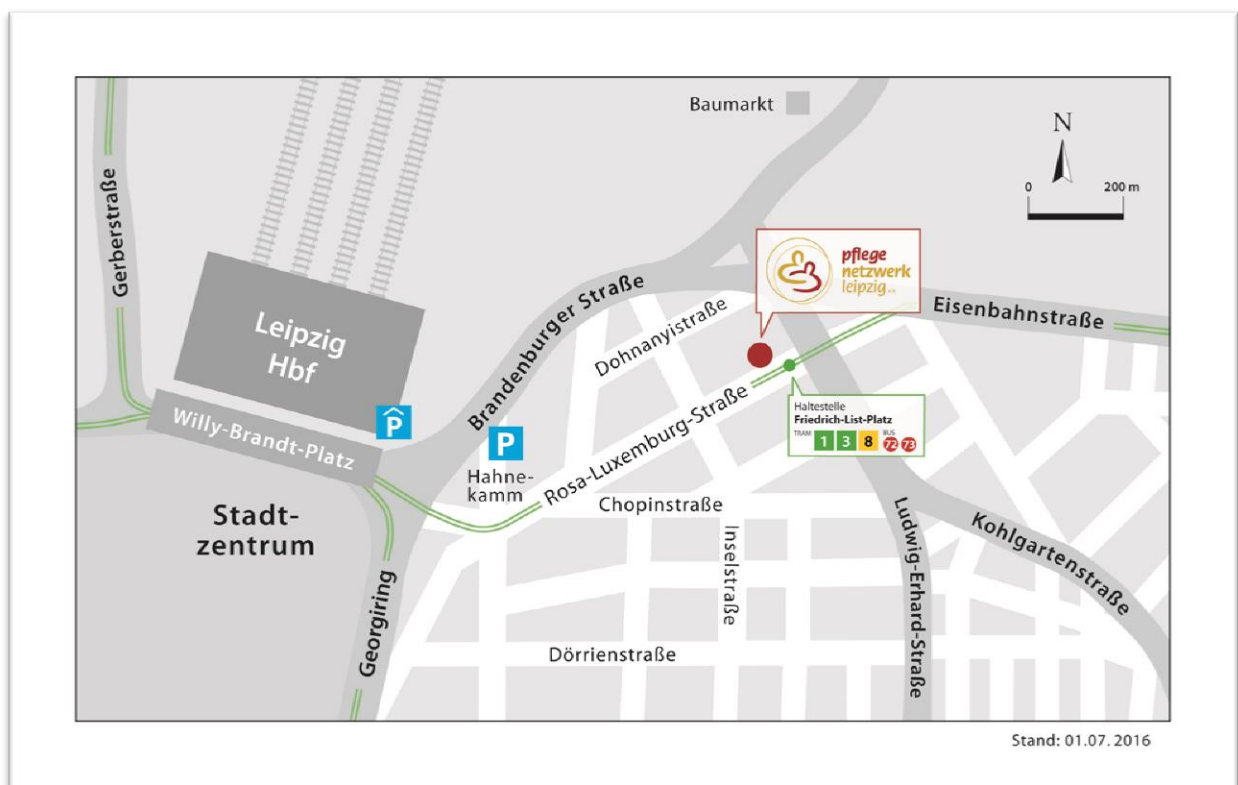 Baumarkt
N
0 200 m
Gerberstraße
pflege
netzwerk
leipzig
Eisenbahnstraße
Leipzig
Hbf
Brandenburger Straße
Dohnanyistraße
Willy-Brandt-Platz
P
P
Hahne-
kamm
Rosa-Luxemburg-Straße
Haltestelle
Friedrich-List-Platz
TRAM 1 3 8 BUS 72 73
Stadt-
zentrum
Chopinstraße
Inselstraße
Ludwig-Erhard-Straße
Kohlgartenstraße
Georgiring
Dörrienstraße
Stand: 01.07. 2016